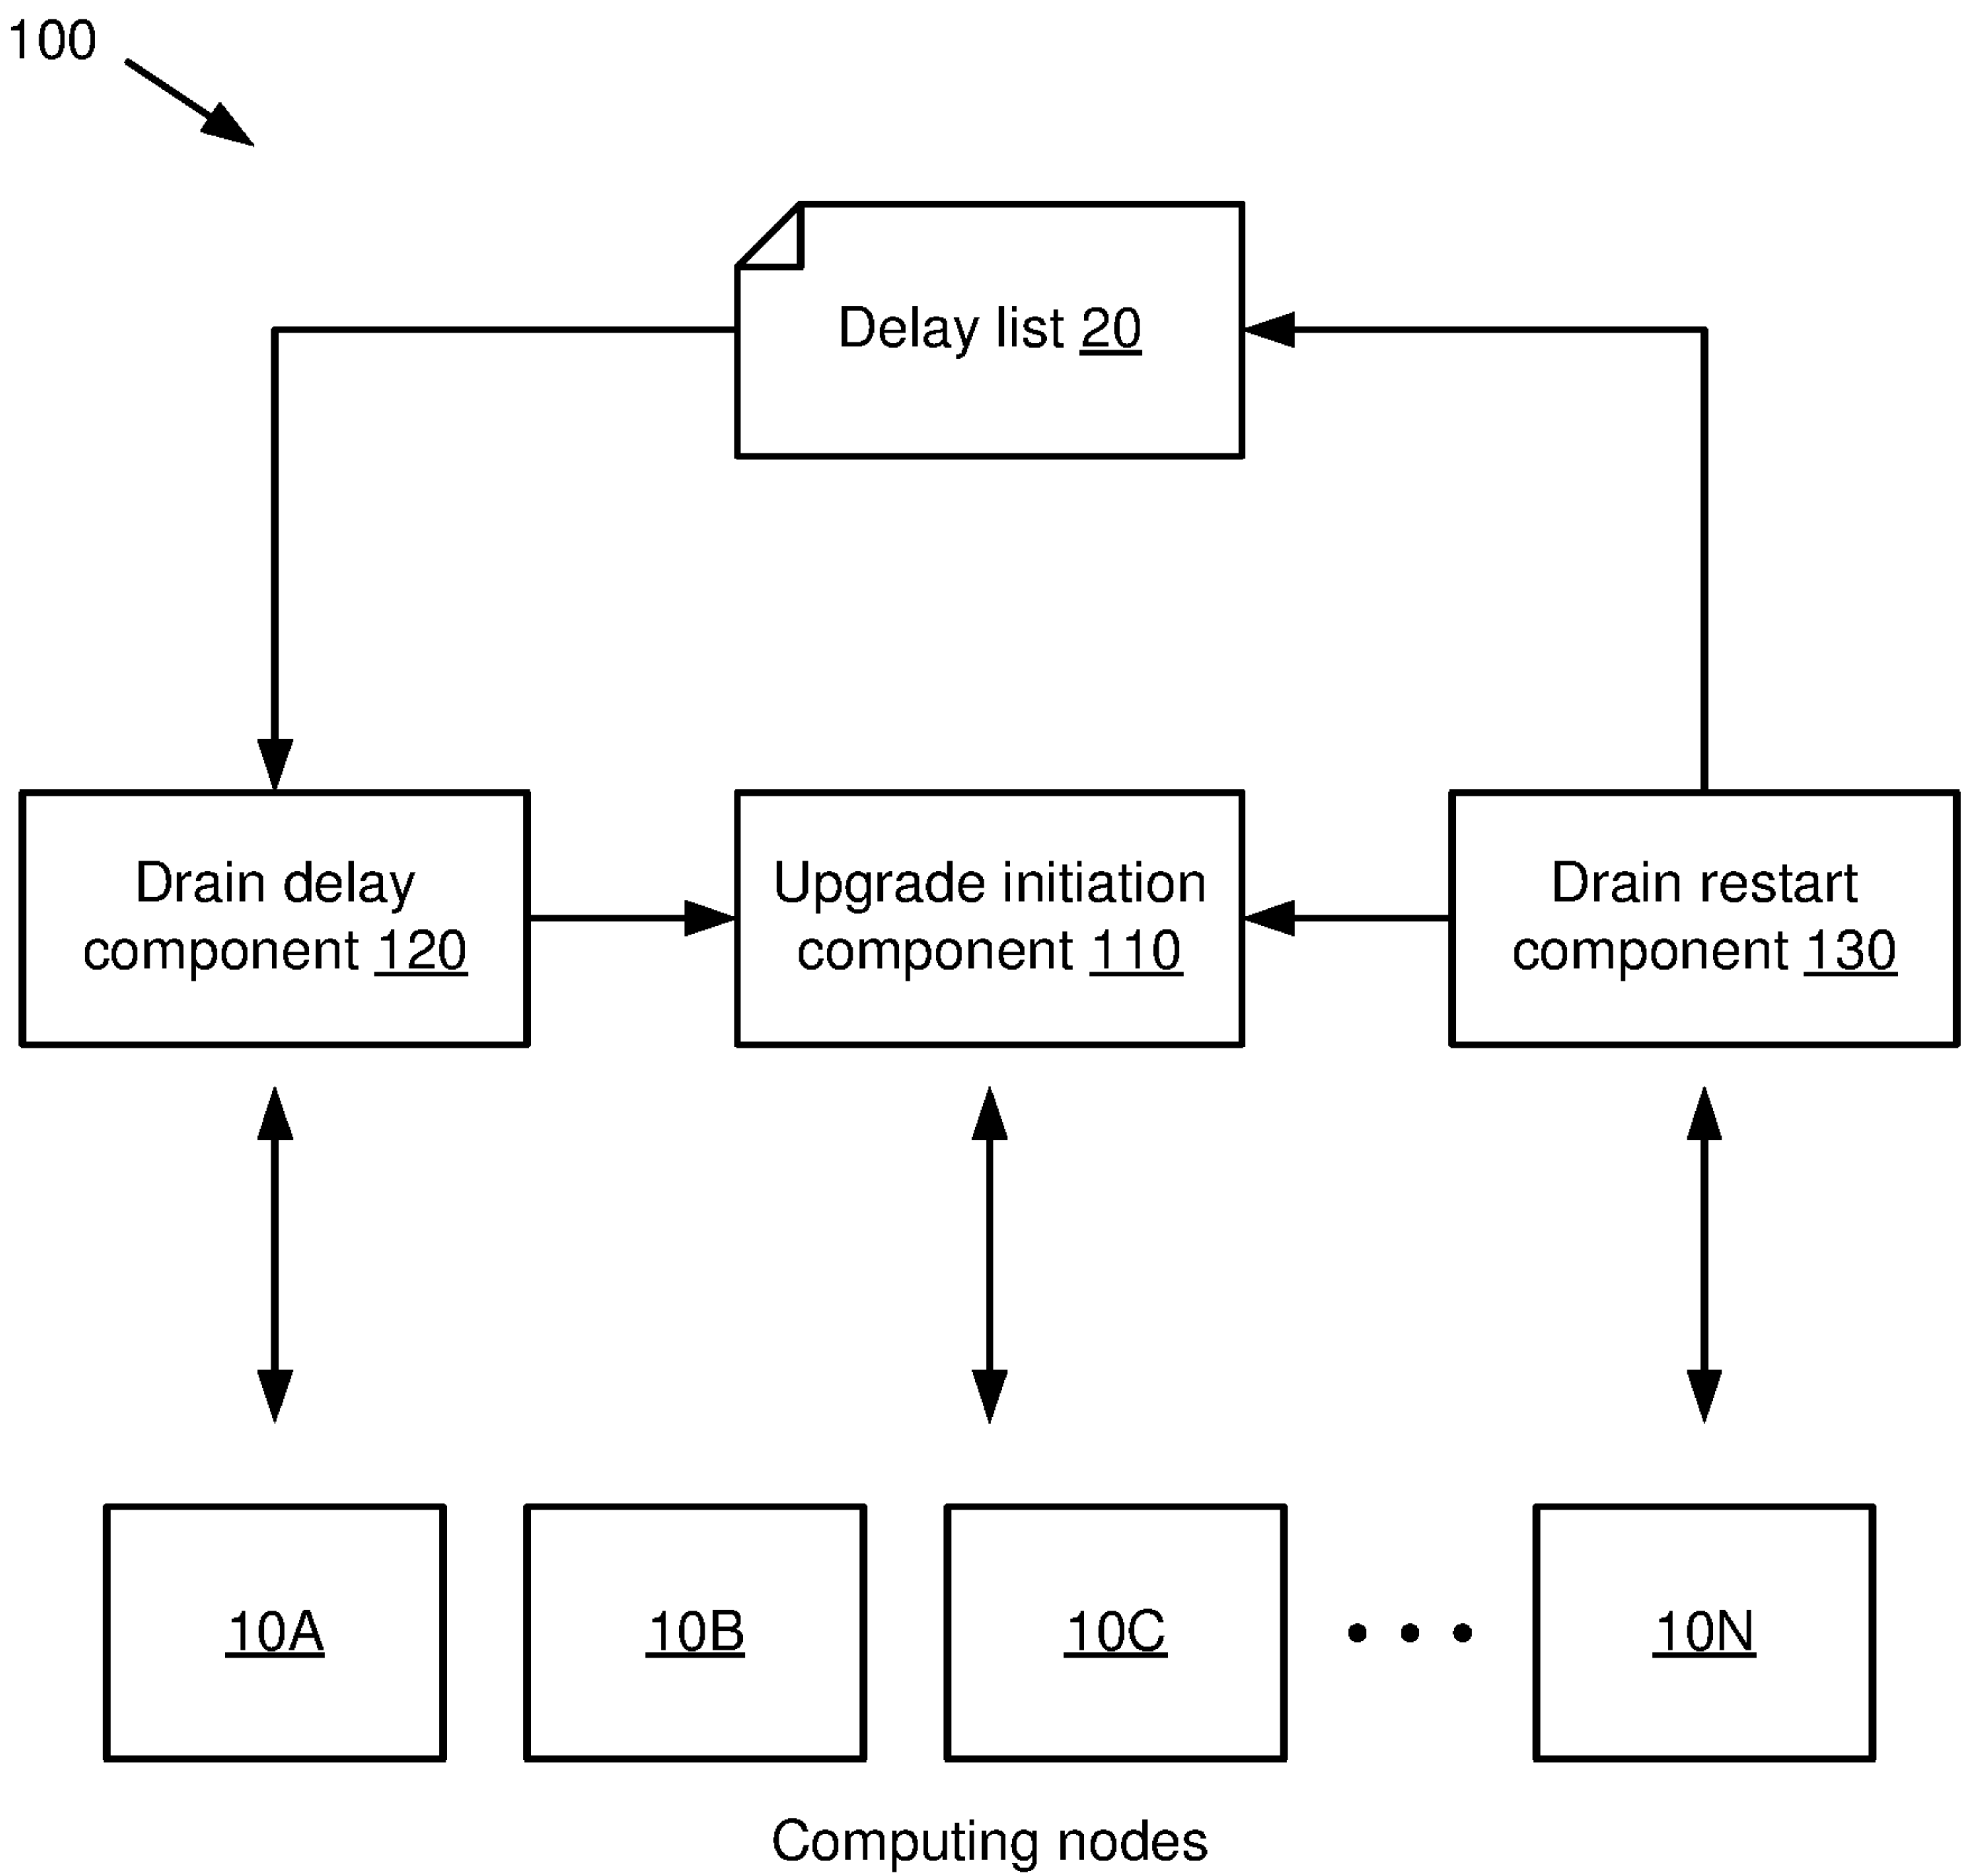 100
Delay list 20
Drain delay
component 120
Upgrade initiation
component 110
Drain restart
component 130
10A
10B
10C
10N
Computing nodes